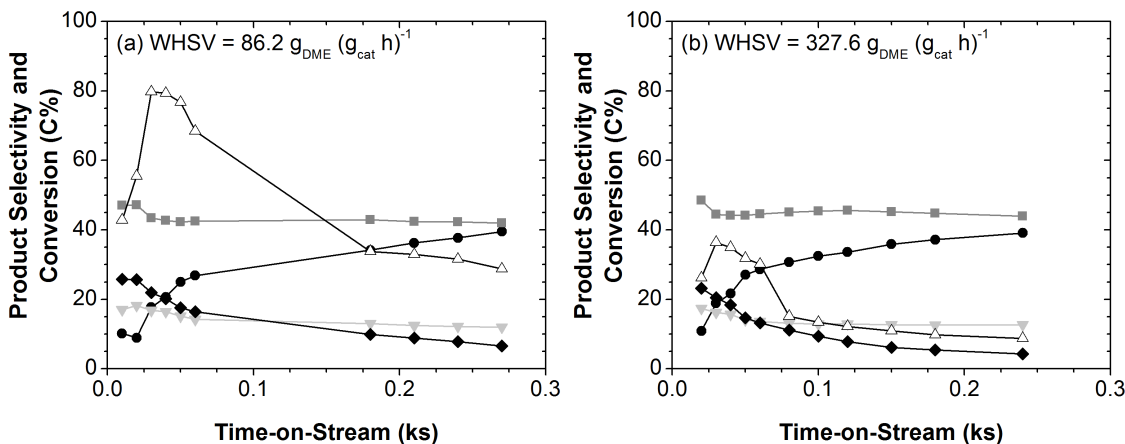 (a) WHSV = 86.2 g_DME (g_cat h)^-1
Product Selectivity and
Conversion (C%)
100
80
60
40
20
0
0.0 0.1 0.2 0.3
Time-on-Stream (ks)
(b) WHSV = 327.6 g_DME (g_cat h)^-1
Product Selectivity and
Conversion (C%)
100
80
60
40
20
0
0.0 0.1 0.2 0.3
Time-on-Stream (ks)